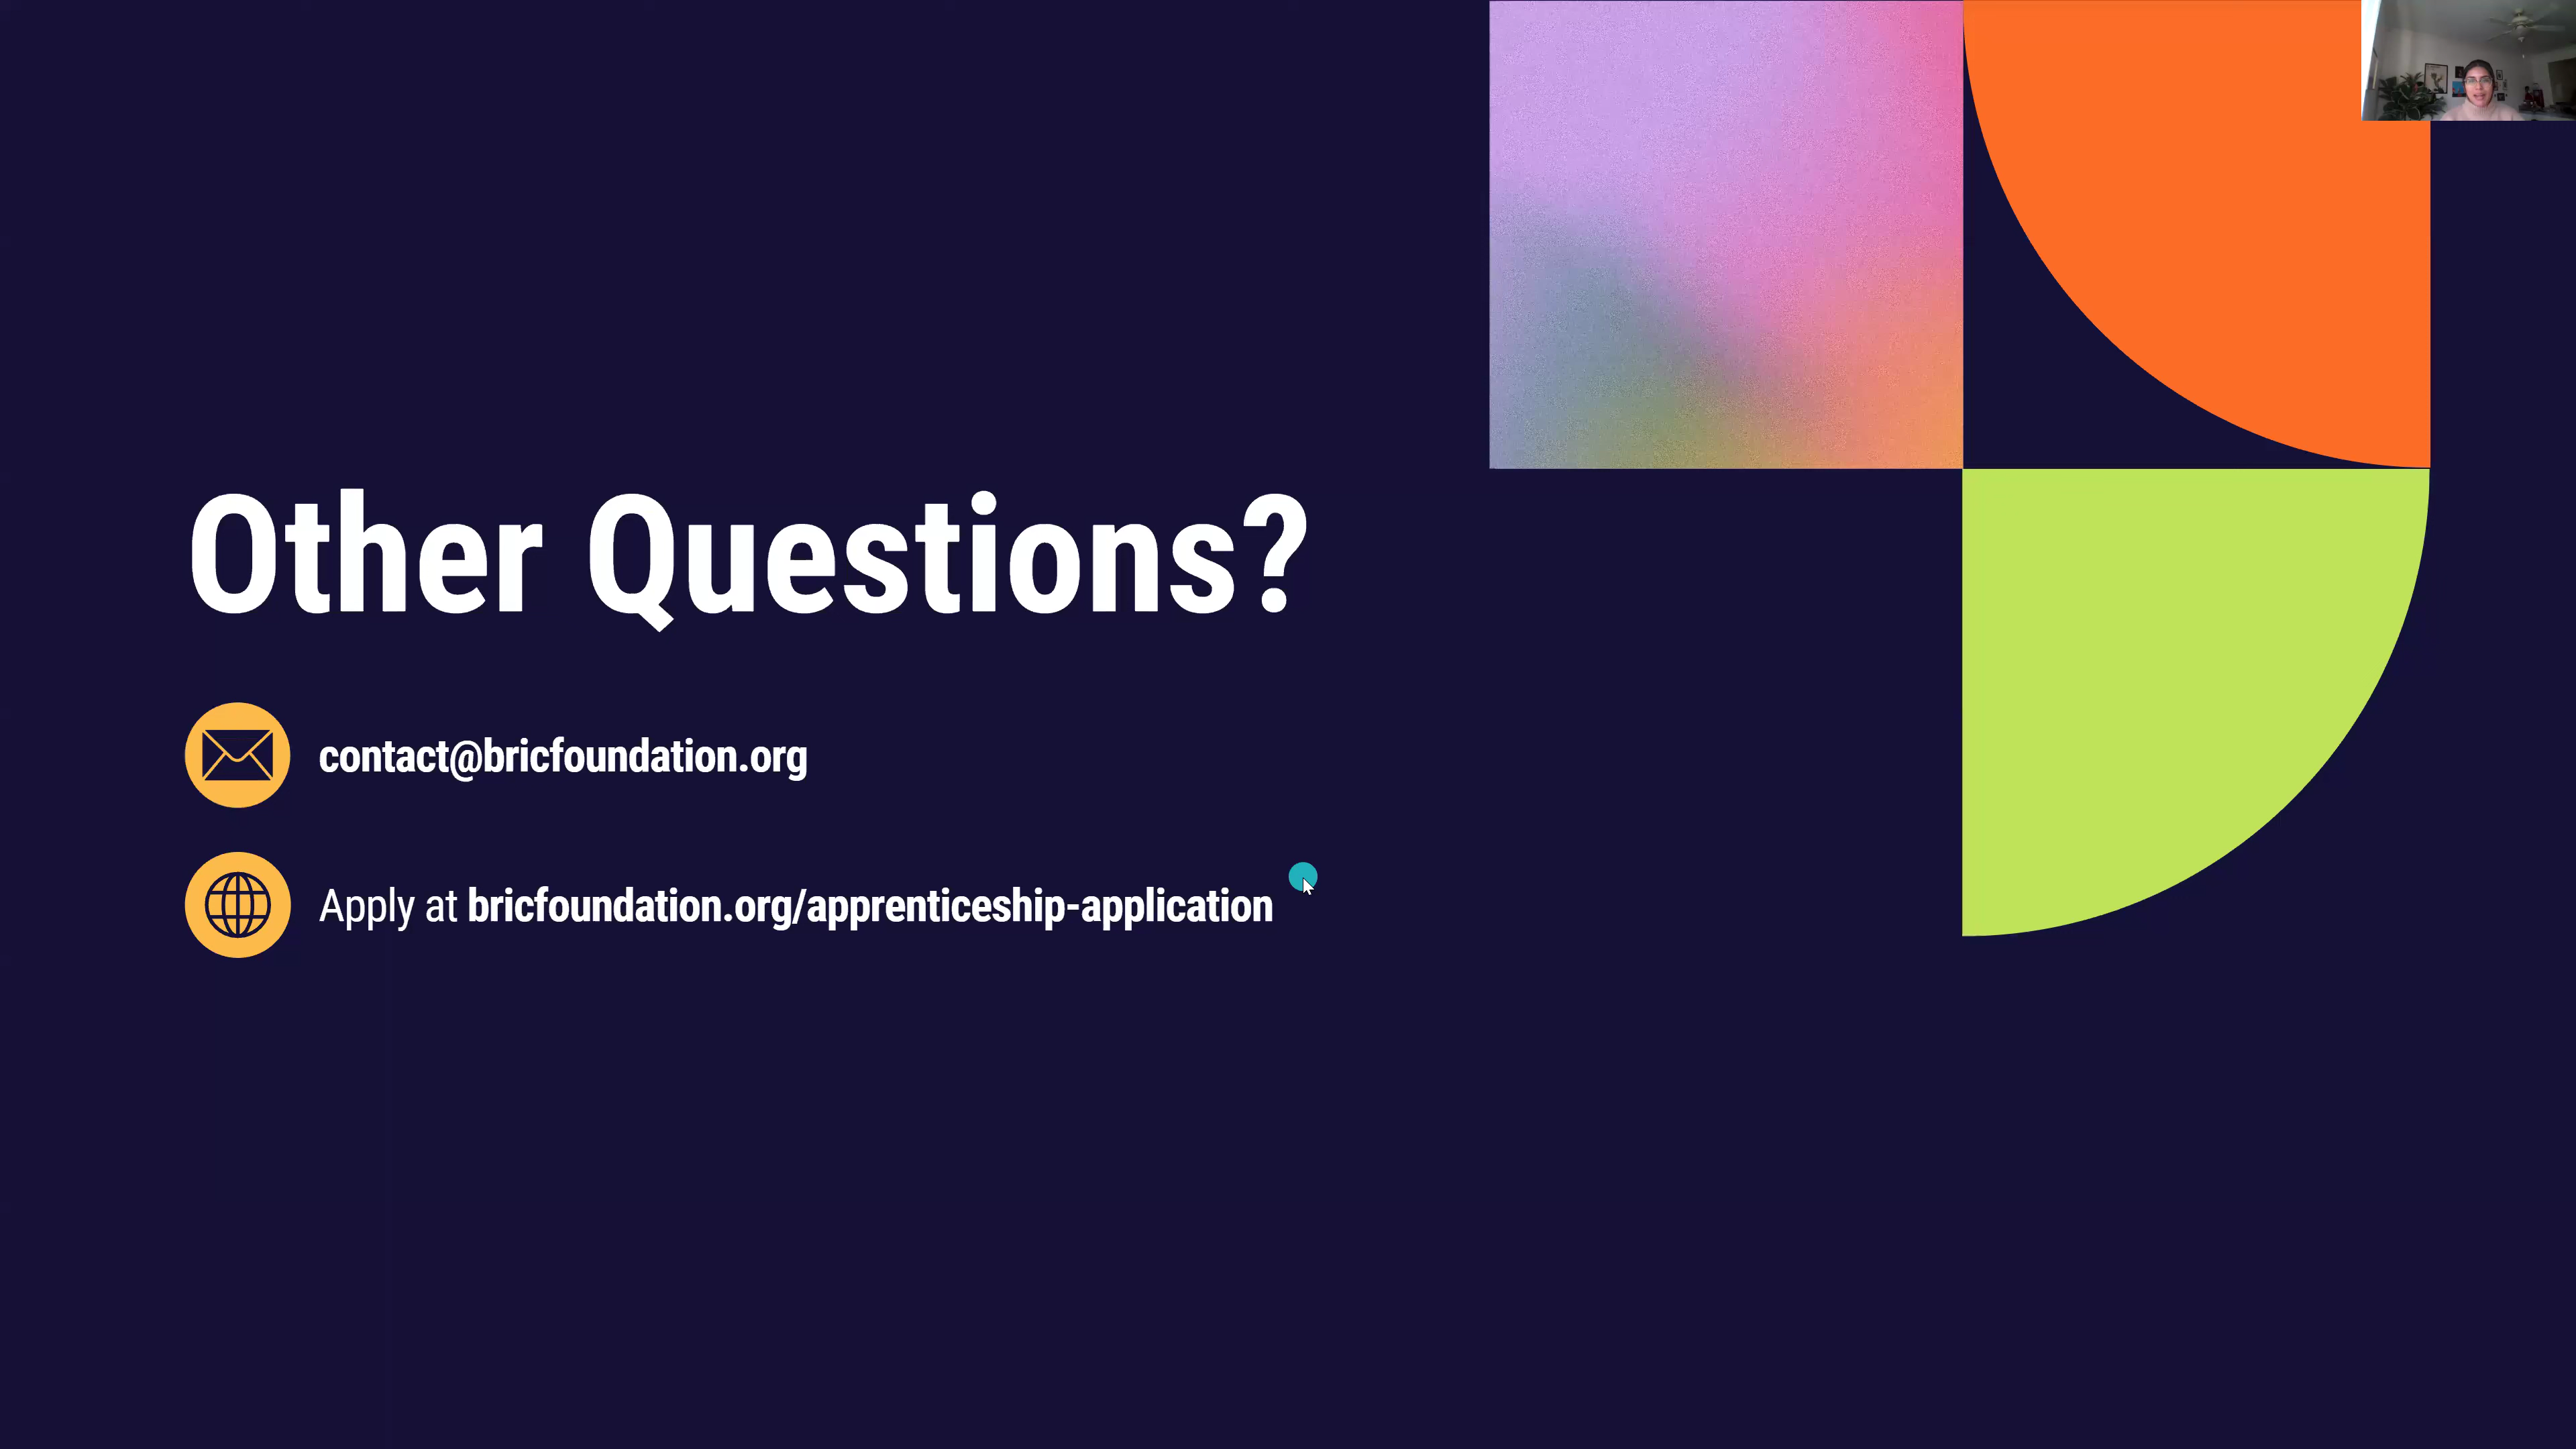 Other Questions?
contact@bricfoundation.org
Apply at bricfoundation.org/apprenticeship-application